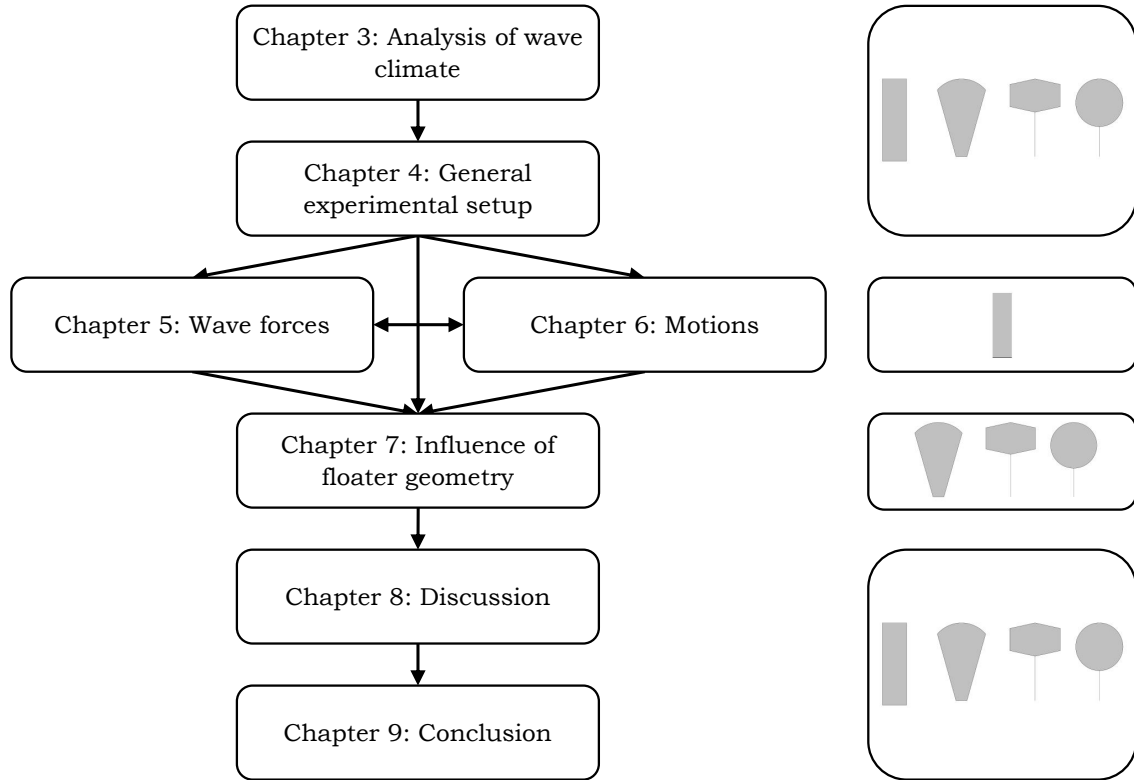 Chapter 3: Analysis of wave
climate
Chapter 4: General
experimental setup
Chapter 5: Wave forces
Chapter 6: Motions
Chapter 7: Influence of
floater geometry
Chapter 8: Discussion
Chapter 9: Conclusion